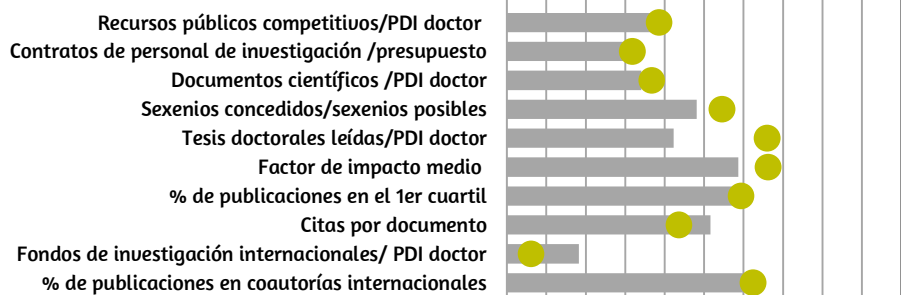 Recursos públicos competitivos/PDI doctor
Contratos de personal de investigación /presupuesto
Documentos científicos /PDI doctor
Sexenios concedidos/sexenios posibles
Tesis doctorales leídas/PDI doctor
Factor de impacto medio
% de publicaciones en el 1er cuartil
Citas por documento
Fondos de investigación internacionales/ PDI doctor
% de publicaciones en coautorías internacionales